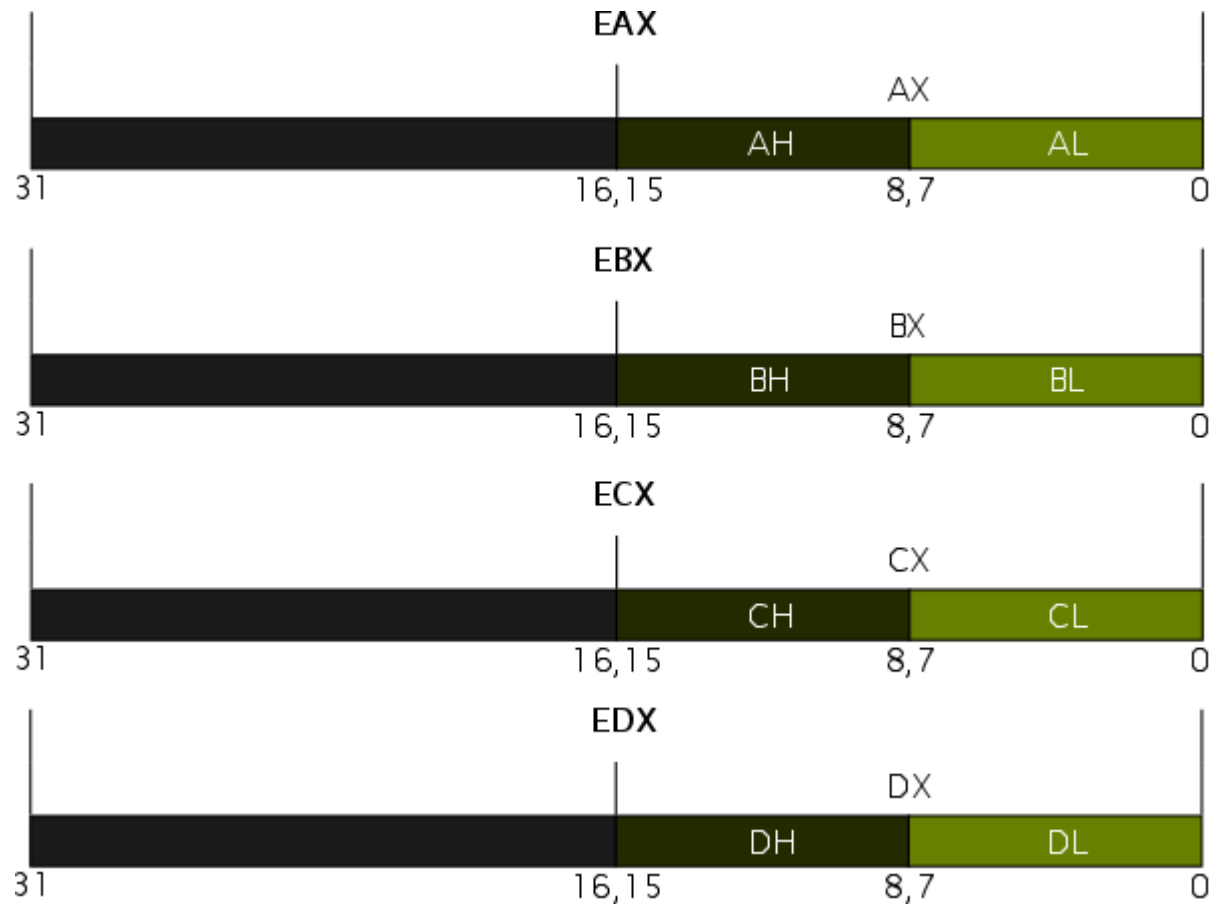 EAX
AX
AH AL
31 16,15 8,7 0
EBX
BX
BH BL
31 16,15 8,7 0
ECX
CX
CH CL
31 16,15 8,7 0
EDX
DX
DH DL
31 16,15 8,7 0